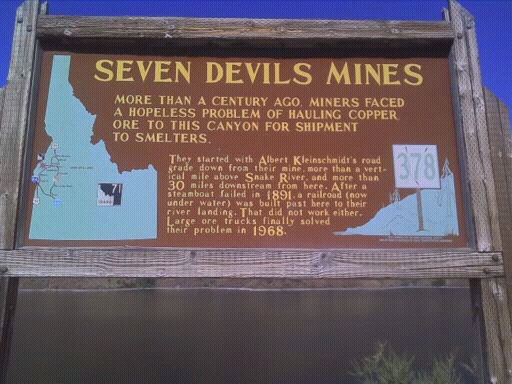 SEVEN DEVILS MINES
MORE THAN A CENTURY AGO, MINERS FACED
A HOPELESS PROBLEM OF HAULING COPPER
ORE TO THIS CANYON FOR SHIPMENT
TO SMELTERS.
They started with Albert Kleinschmidt's road
grade down from their mine, more than a vert-
ical mile above Snake River, and more than
30 miles downstream from here. After a
steamboat failed in 1891, a railroad (now
under water) was built past here to their
river landing. That did not work either.
Large ore trucks finally solved
their problem in 1968.
378